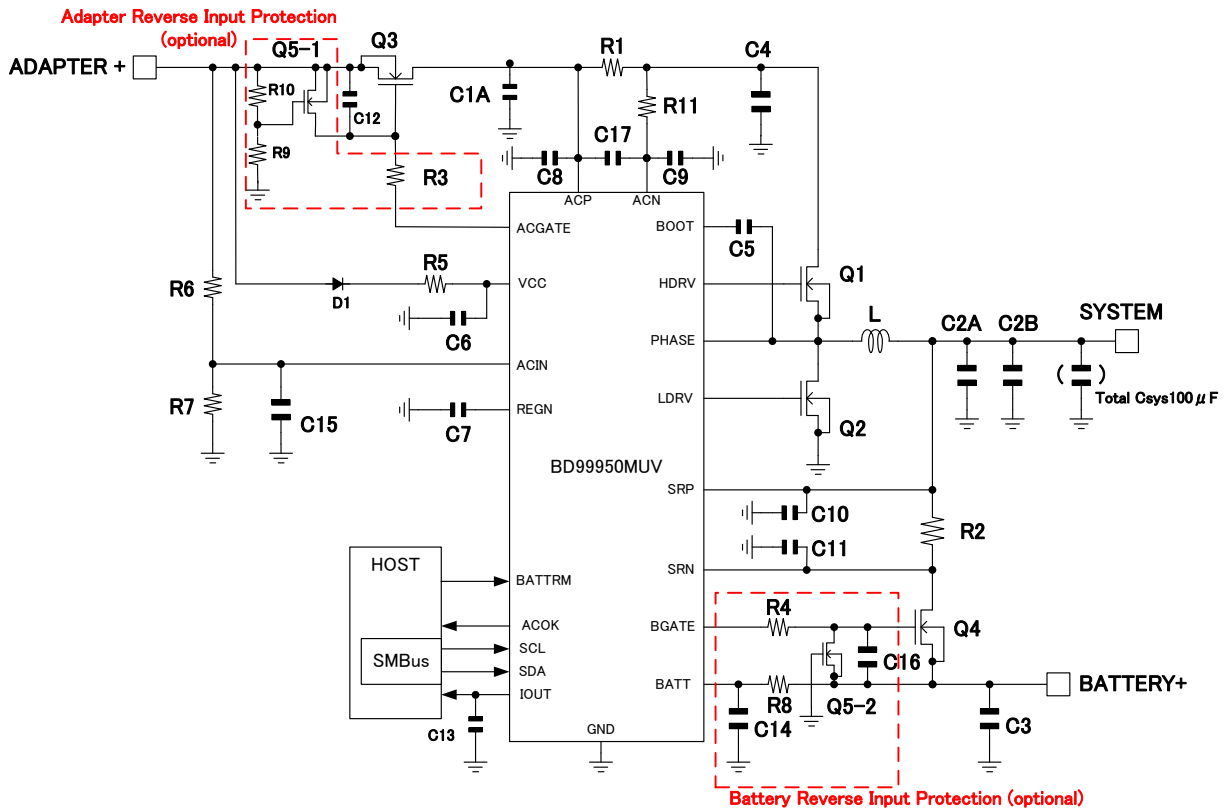 Adapter Reverse Input Protection
(optional)
Q5-1
Q3
R1
C4
ADAPTER +
R10
C12
C1A
R11
R9
C17
C8
C9
R3
ACP
ACN
ACGATE
BOOT
C5
R5
VCC
HDRV
Q1
R6
D1
C6
L
C2A
C2B
SYSTEM
PHASE
ACIN
( )
R7
C15
REGN
C7
LDRV
Q2
Total Csys100μF
BD99950MUV
SRP
C10
R2
C11
SRN
HOST
BATTRM
R4
BGATE
Q4
ACOK
SCL
C16
SMBus
SDA
BATT
BATTERY+
IOUT
R8
Q5-2
C13
C14
C3
GND
Battery Reverse Input Protection (optional)